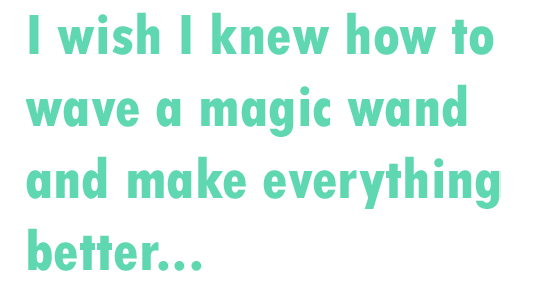 I wish I knew how to
wave a magic wand
and make everything
better...